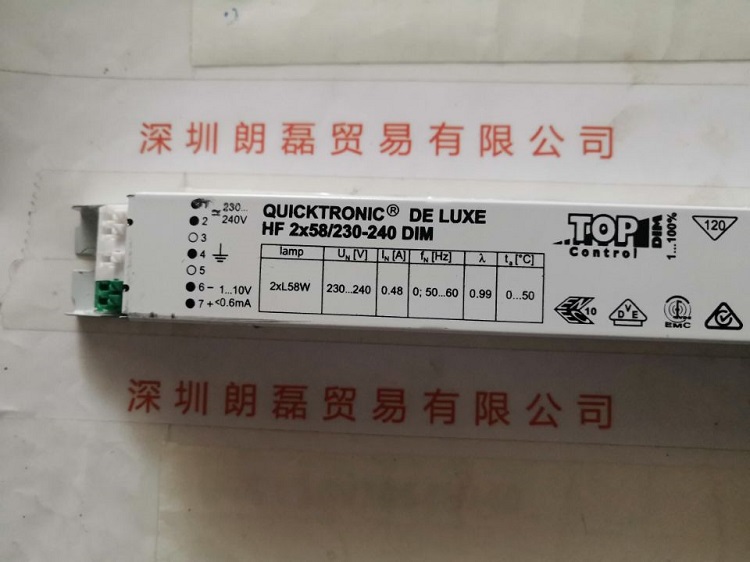 深圳朗磊贸易有限公司
≃ 230...
240V
2
3
4
5
6 − 1...10V
7 + <0.6mA
QUICKTRONIC® DE LUXE
HF 2x58/230-240 DIM
lamp U_N [V] I_N [A] f_N [Hz] λ t_a [°C]
2xL58W 230...240 0.48 0; 50...60 0.99 0...50
TOP
Control
DIM
1...100%
120
10
D V E
EMC
深圳朗磊贸易有限公司